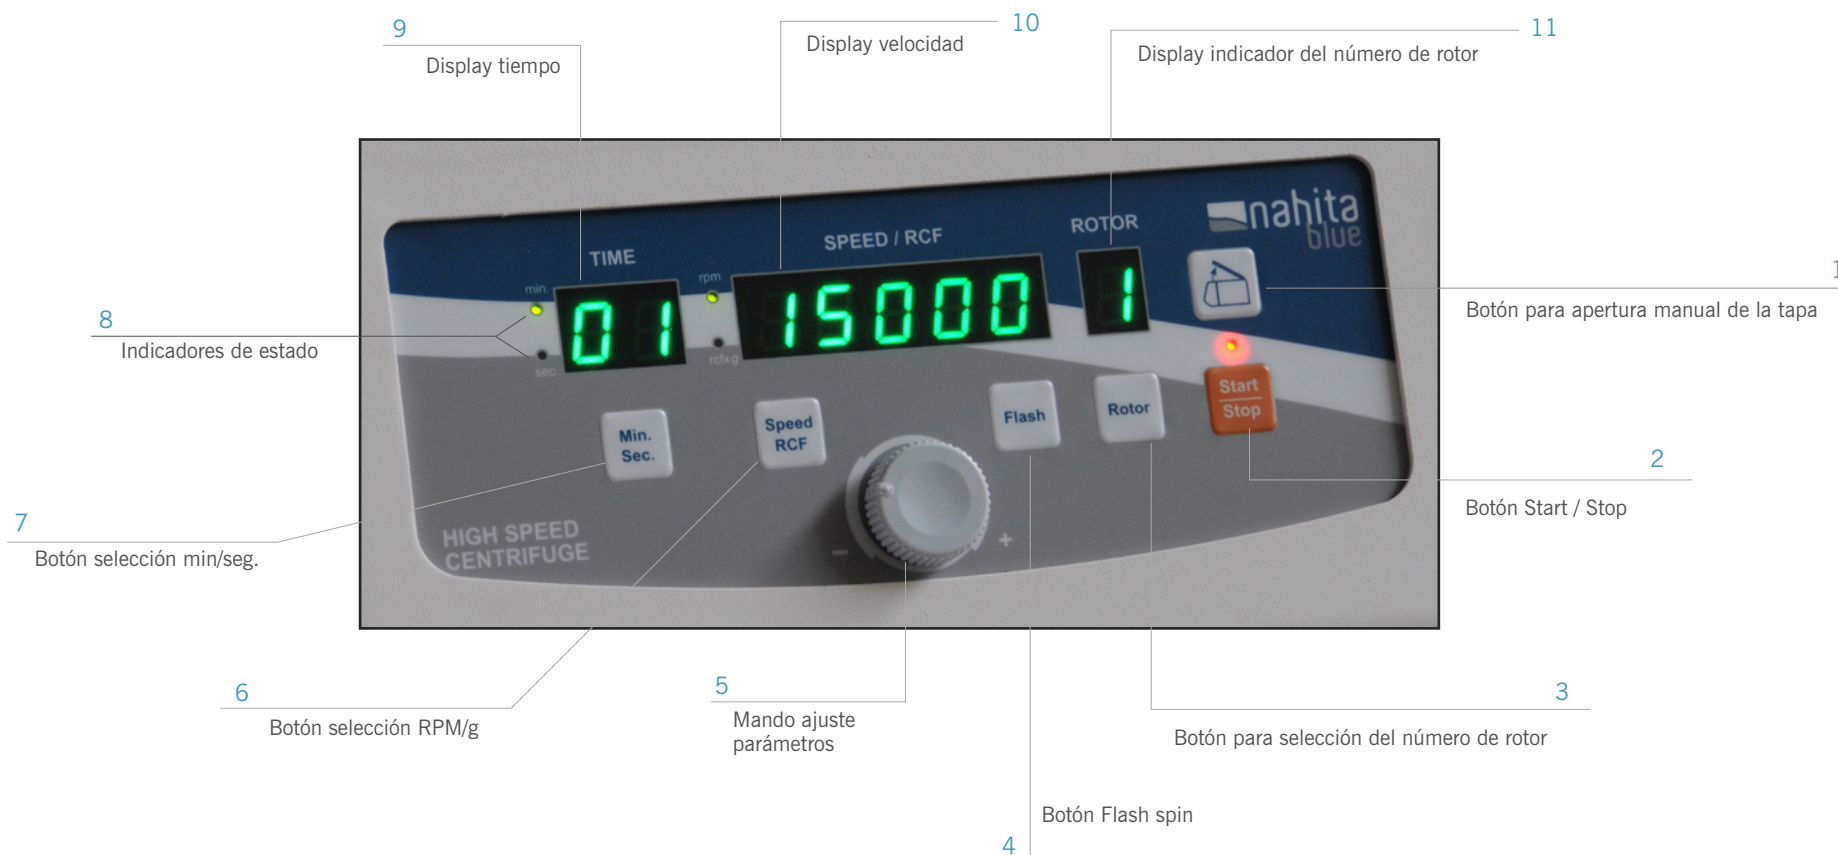 9
10
11
Display tiempo
Display velocidad
Display indicador del número de rotor
nahita
blue
TIME
SPEED / RCF
ROTOR
min.
rpm
01
15000
1
sec.
rcfxg
8
Indicadores de estado
1
Botón para apertura manual de la tapa
Min.
Sec.
Speed
RCF
Flash
Rotor
Start
Stop
2
Botón Start / Stop
HIGH SPEED
CENTRIFUGE
-
+
7
Botón selección min/seg.
6
Botón selección RPM/g
5
Mando ajuste
parámetros
3
Botón para selección del número de rotor
Botón Flash spin
4